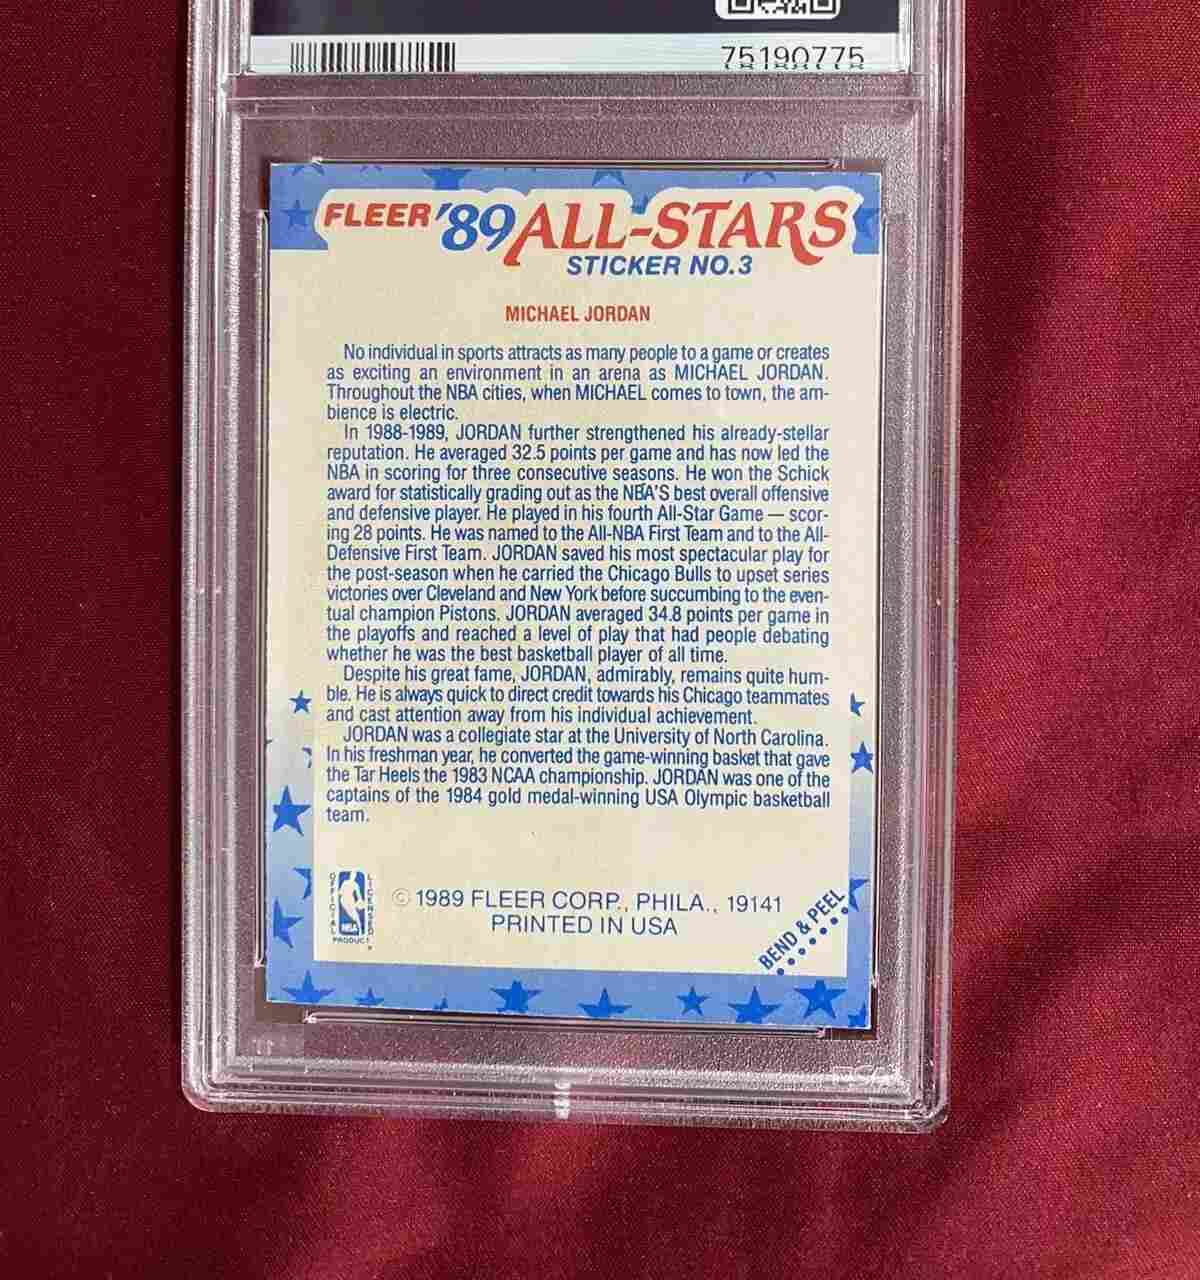 75190775
FLEER '89 ALL-STARS
STICKER NO.3
MICHAEL JORDAN
No individual in sports attracts as many people to a game or creates
as exciting an environment in an arena as MICHAEL JORDAN.
Throughout the NBA cities, when MICHAEL comes to town, the am-
bience is electric.
In 1988-1989, JORDAN further strengthened his already-stellar
reputation. He averaged 32.5 points per game and has now led the
NBA in scoring for three consecutive seasons. He won the Schick
award for statistically grading out as the NBA'S best overall offensive
and defensive player. He played in his fourth All-Star Game — scor-
ing 28 points. He was named to the All-NBA First Team and to the All-
Defensive First Team. JORDAN saved his most spectacular play for
the post-season when he carried the Chicago Bulls to upset series
victories over Cleveland and New York before succumbing to the even-
tual champion Pistons. JORDAN averaged 34.8 points per game in
the playoffs and reached a level of play that had people debating
whether he was the best basketball player of all time.
Despite his great fame, JORDAN, admirably, remains quite hum-
ble. He is always quick to direct credit towards his Chicago teammates
and cast attention away from his individual achievement.
JORDAN was a collegiate star at the University of North Carolina.
In his freshman year, he converted the game-winning basket that gave
the Tar Heels the 1983 NCAA championship. JORDAN was one of the
captains of the 1984 gold medal-winning USA Olympic basketball
team.
OFFICIAL
NBA
LICENSED
PRODUCT
© 1989 FLEER CORP., PHILA., 19141
PRINTED IN USA
BEND & PEEL